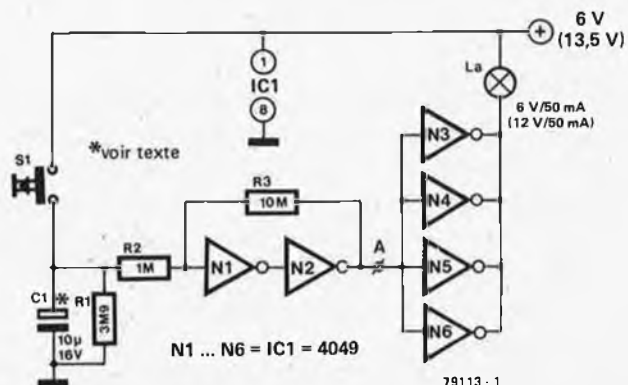 6 V
(13,5 V)
La
1
IC1
8
6 V/50 mA
(12 V/50 mA)
N3
S1
*voir texte
R3
10M
N4
R2
1M
A
N1
N2
N5
C1
*
R1
3M9
10µ
16V
N6
N1 ... N6 = IC1 = 4049
79113 - 1